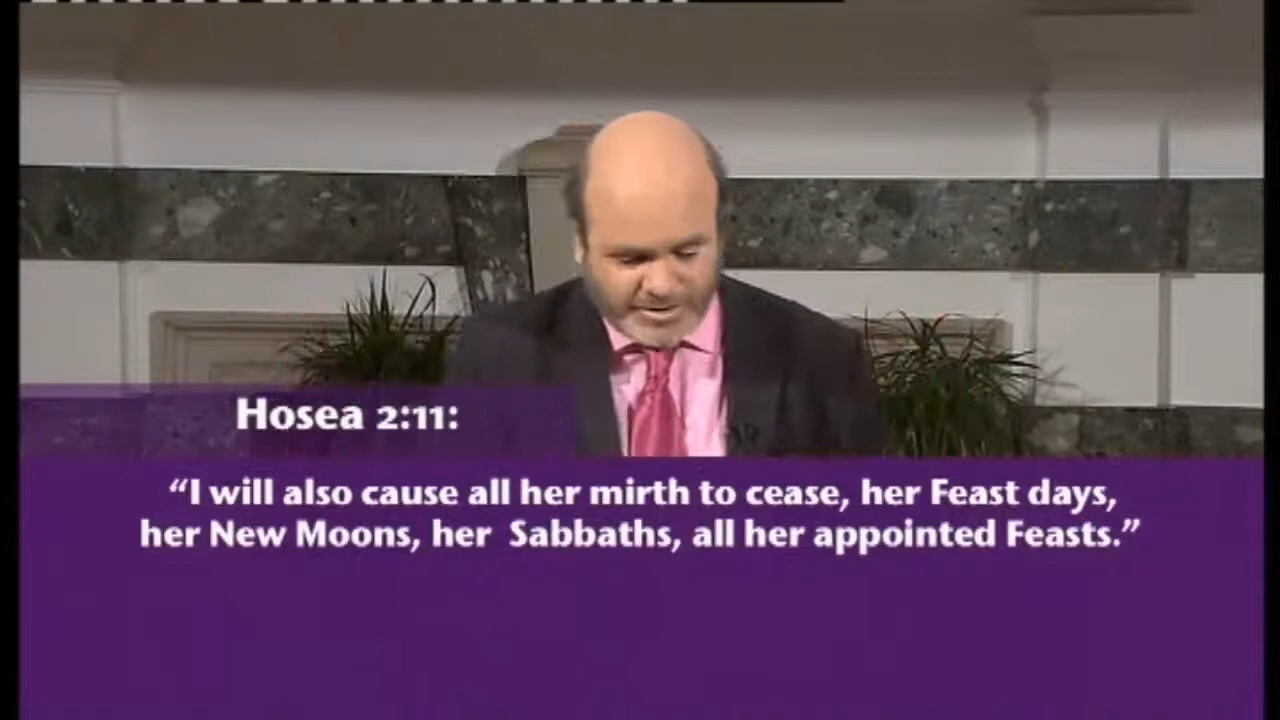 Hosea 2:11:
“I will also cause all her mirth to cease, her Feast days,
her New Moons, her Sabbaths, all her appointed Feasts.”